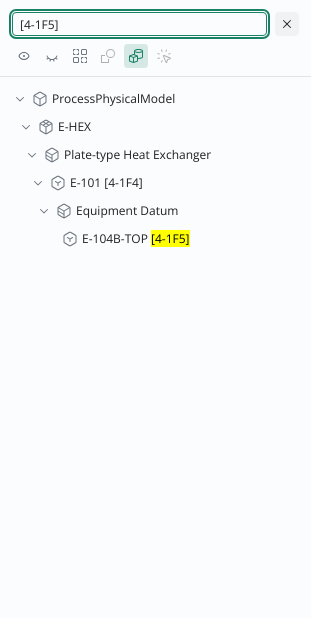 [4-1F5]
ProcessPhysicalModel
E-HEX
Plate-type Heat Exchanger
E-101 [4-1F4]
Equipment Datum
E-104B-TOP [4-1F5]